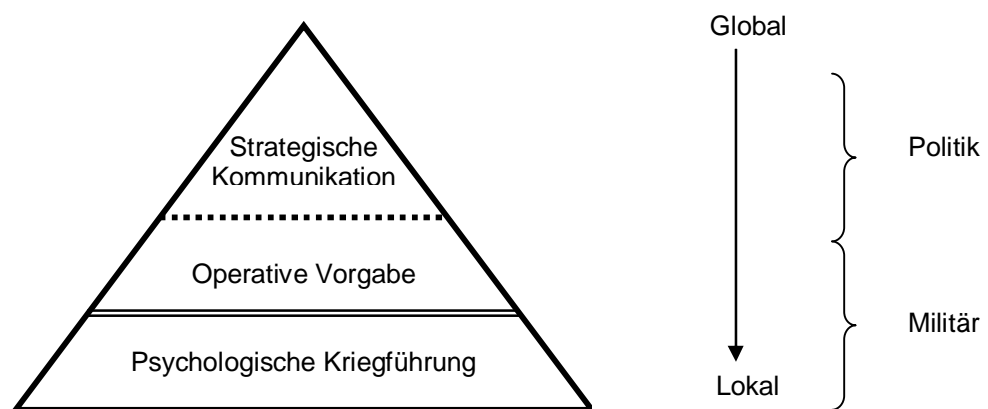 Global
Strategische
Kommunikation
Politik
Operative Vorgabe
Militär
Psychologische Kriegführung
Lokal